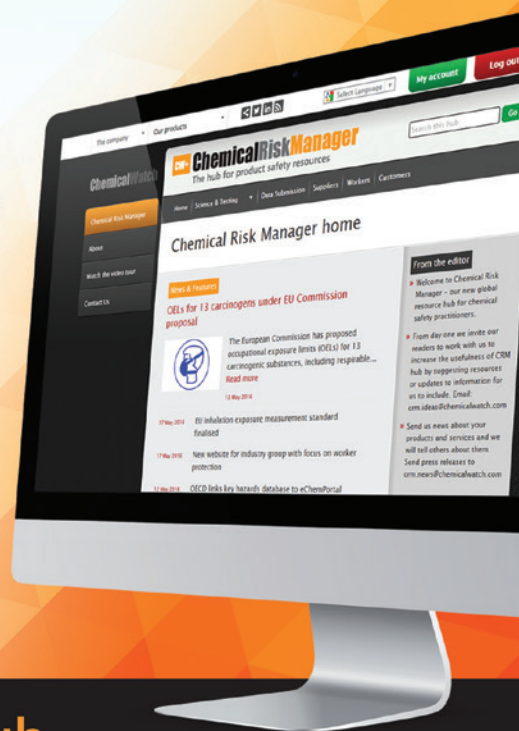 The company
Our products
Select Language
My account
Log out
ChemicalWatch
CW+ ChemicalRiskManager
The hub for product safety resources
Search this hub
Go
Home
Science & Testing
Data Submission
Suppliers
Workers
Customers
Chemical Risk Manager
About
Watch the video tour
Contact Us
Chemical Risk Manager home
News & Features
OELs for 13 carcinogens under EU Commission
proposal
The European Commission has proposed
occupational exposure limits (OELs) for 13
carcinogenic substances, including respirable...
Read more
13 May 2016
17 May 2016 EU inhalation exposure measurement standard
finalised
17 May 2016 New website for industry group with focus on worker
protection
OECD links key hazards database to eChemPortal
From the editor
» Welcome to Chemical Risk
Manager – our new global
resource hub for chemical
safety practitioners.
» From day one we invite our
readers to work with us to
increase the usefulness of CRM
hub by suggesting resources
or updates to information for
us to include. Email:
crm.ideas@chemicalwatch.com
» Send us news about your
products and services and we
will tell others about them.
Send press releases to
crm.news@chemicalwatch.com